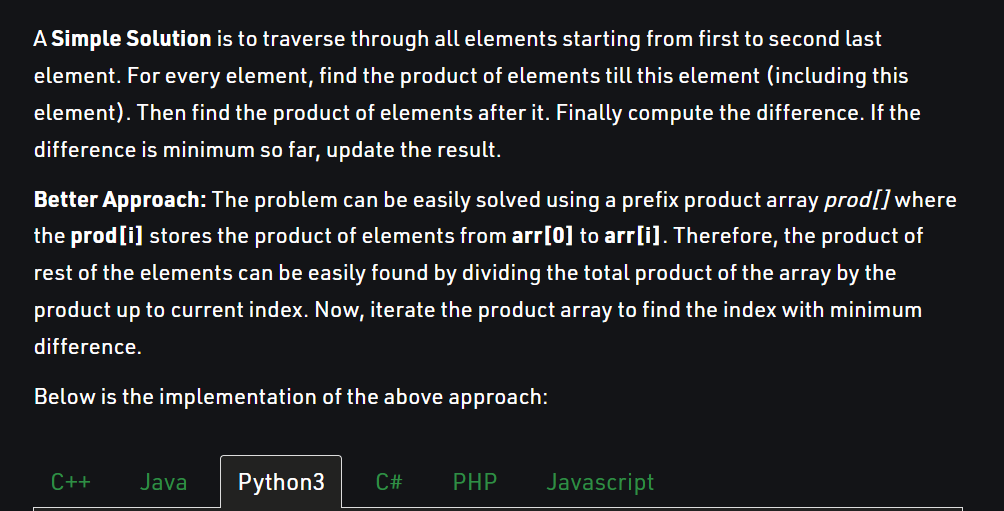 A Simple Solution is to traverse through all elements starting from first to second last
element. For every element, find the product of elements till this element (including this
element). Then find the product of elements after it. Finally compute the difference. If the
difference is minimum so far, update the result.
Better Approach: The problem can be easily solved using a prefix product array prod[] where
the prod[i] stores the product of elements from arr[0] to arr[i]. Therefore, the product of
rest of the elements can be easily found by dividing the total product of the array by the
product up to current index. Now, iterate the product array to find the index with minimum
difference.
Below is the implementation of the above approach:
C++ Java Python3 C# PHP Javascript